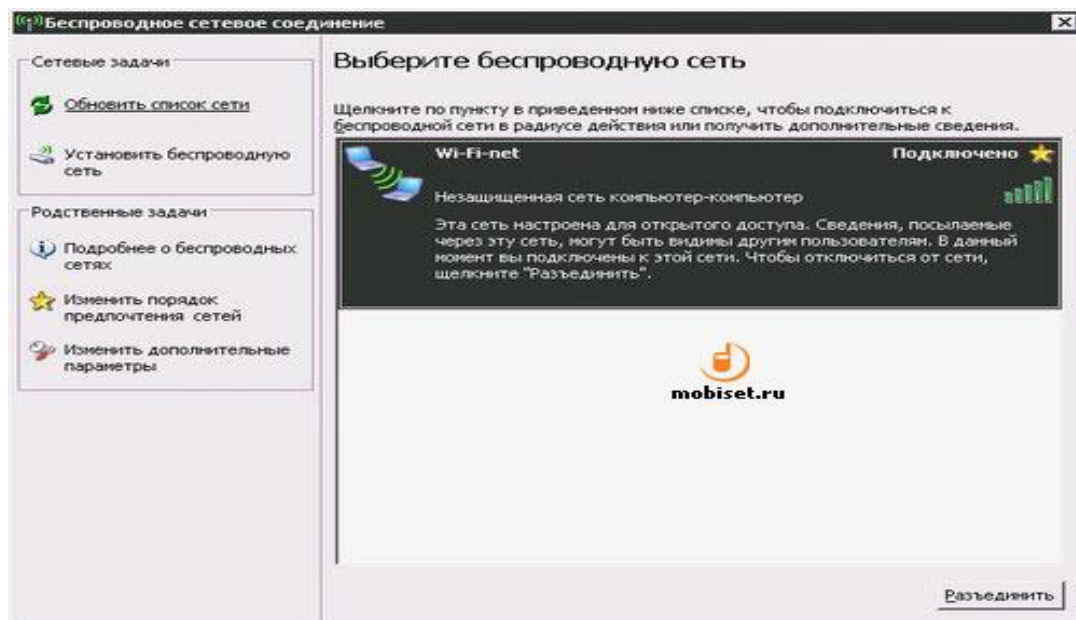 Беспроводное сетевое соединение
Сетевые задачи
Обновить список сети
Установить беспроводную
сеть
Родственные задачи
Подробнее о беспроводных
сетях
Изменить порядок
предпочтения сетей
Изменить дополнительные
параметры
Выберите беспроводную сеть
Щелкните по пункту в приведенном ниже списке, чтобы подключиться к
беспроводной сети в радиусе действия или получить дополнительные сведения.
Wi-Fi-net
Подключено
Незащищенная сеть компьютер-компьютер
Эта сеть настроена для открытого доступа. Сведения, посылаемые
через эту сеть, могут быть видимы другим пользователям. В данный
момент вы подключены к этой сети. Чтобы отключиться от сети,
щелкните "Разъединить".
mobiset.ru
Разъединить